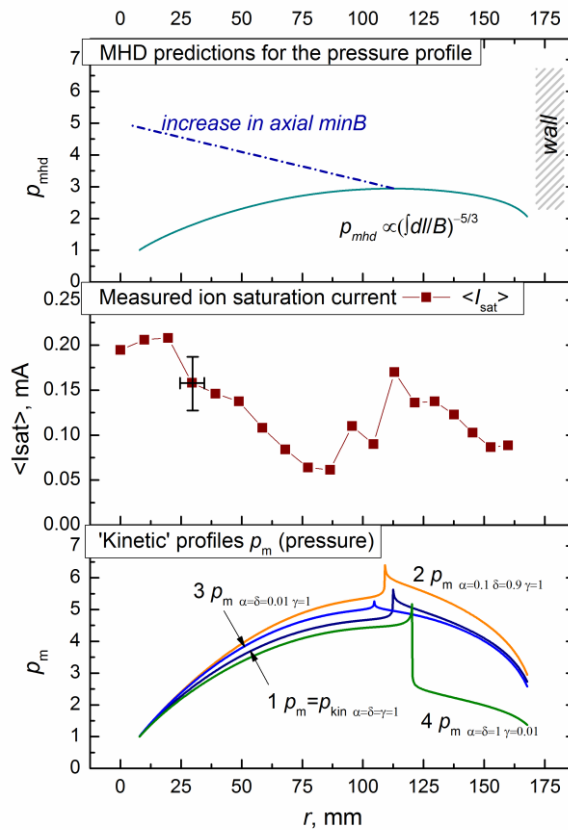 0 25 50 75 100 125 150 175
MHD predictions for the pressure profile
6
5
4
3
2
1
p_mhd
increase in axial minB
wall
p_mhd ∝(∫dl/B)^−5/3
Measured ion saturation current <I_sat>
0.25
0.20
0.15
0.10
0.05
0.00
<Isat>, mA
'Kinetic' profiles p_m (pressure)
7
6
5
4
3
2
1
0
p_m
3 p_m α=δ=0.01 γ=1
2 p_m α=0.1 δ=0.9 γ=1
1 p_m=p_kin α=δ=γ=1
4 p_m α=δ=1 γ=0.01
0 25 50 75 100 125 150 175
r, mm